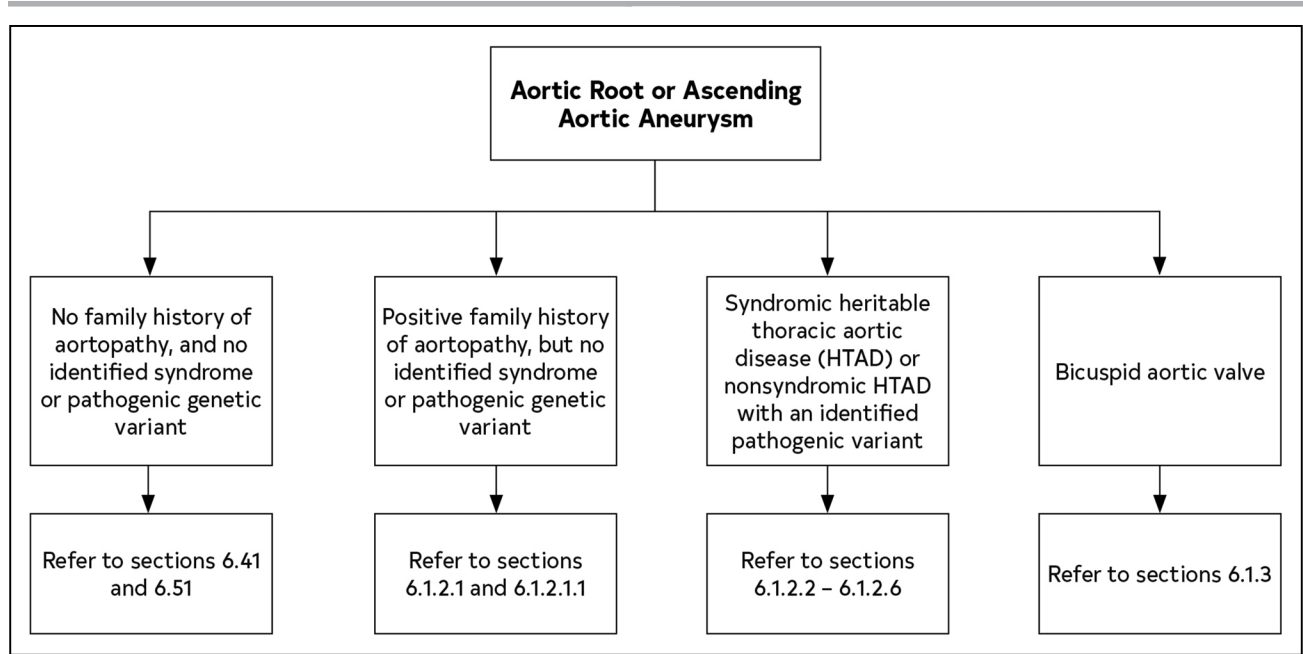 Aortic Root or Ascending
Aortic Aneurysm
No family history of
aortopathy, and no
identified syndrome
or pathogenic genetic
variant
Positive family history
of aortopathy, but no
identified syndrome
or pathogenic genetic
variant
Syndromic heritable
thoracic aortic
disease (HTAD) or
nonsyndromic HTAD
with an identified
pathogenic variant
Bicuspid aortic valve
Refer to sections 6.41
and 6.51
Refer to sections
6.1.2.1 and 6.1.2.1.1
Refer to sections
6.1.2.2 – 6.1.2.6
Refer to sections 6.1.3